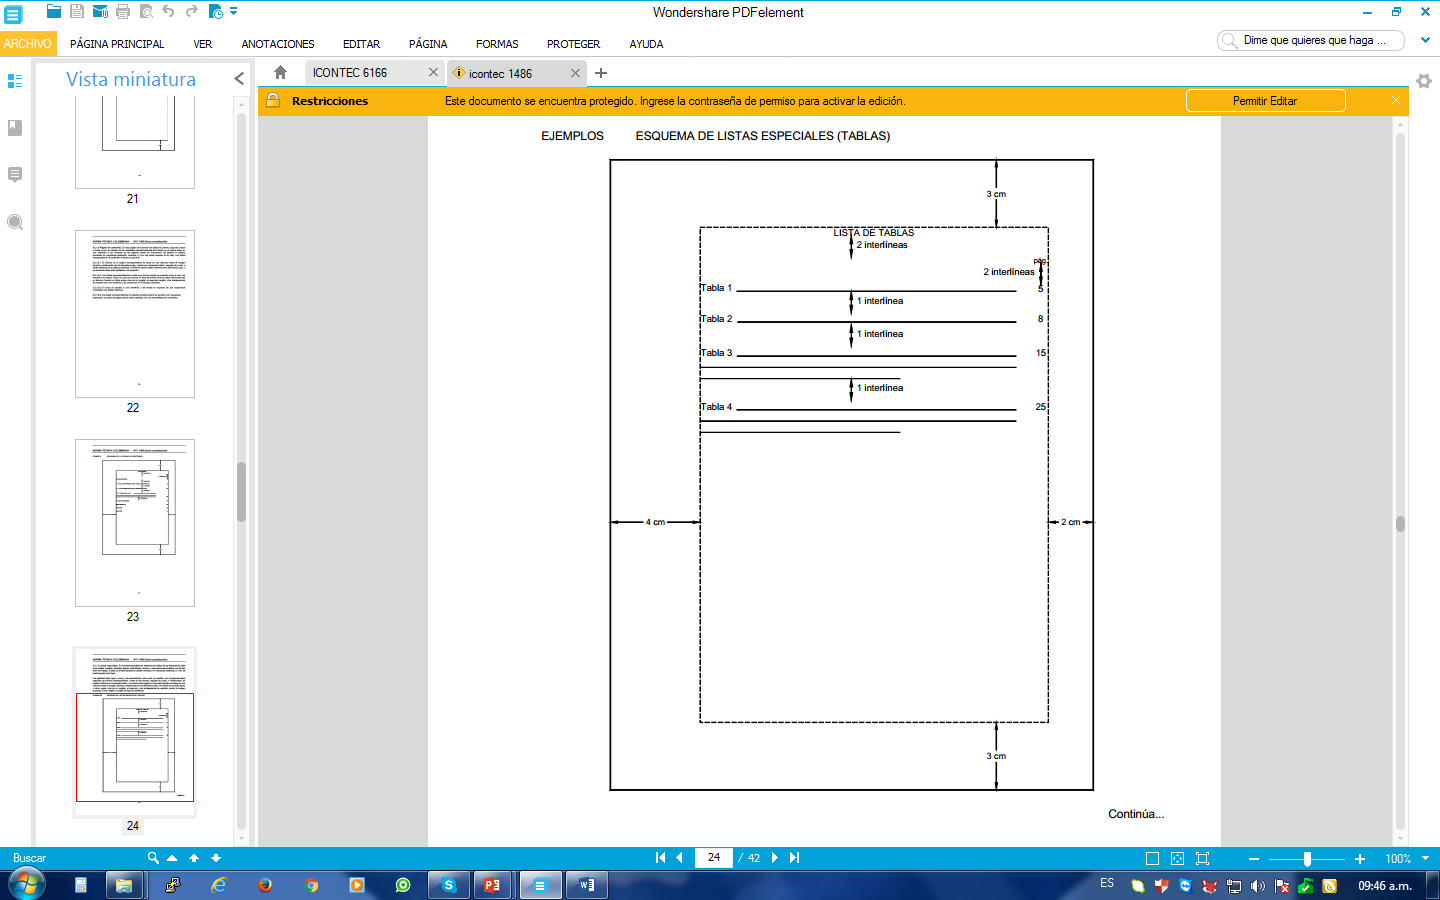 Wondershare PDFelement
ARCHIVO
PÁGINA PRINCIPAL
VER
ANOTACIONES
EDITAR
PÁGINA
FORMAS
PROTEGER
AYUDA
Dime que quieres que haga ...
Vista miniatura
ICONTEC 6166
icontec 1486
Restricciones
Este documento se encuentra protegido. Ingrese la contraseña de permiso para activar la edición.
Permitir Editar
21
22
23
24
EJEMPLOS ESQUEMA DE LISTAS ESPECIALES (TABLAS)
3 cm
LISTA DE TABLAS
2 interlíneas
pág.
2 interlíneas
Tabla 1 5
1 interlínea
Tabla 2 8
1 interlínea
Tabla 3 15
1 interlínea
Tabla 4 25
4 cm
2 cm
3 cm
Continúa...
Buscar
24 / 42
100%
ES
09:46 a.m.